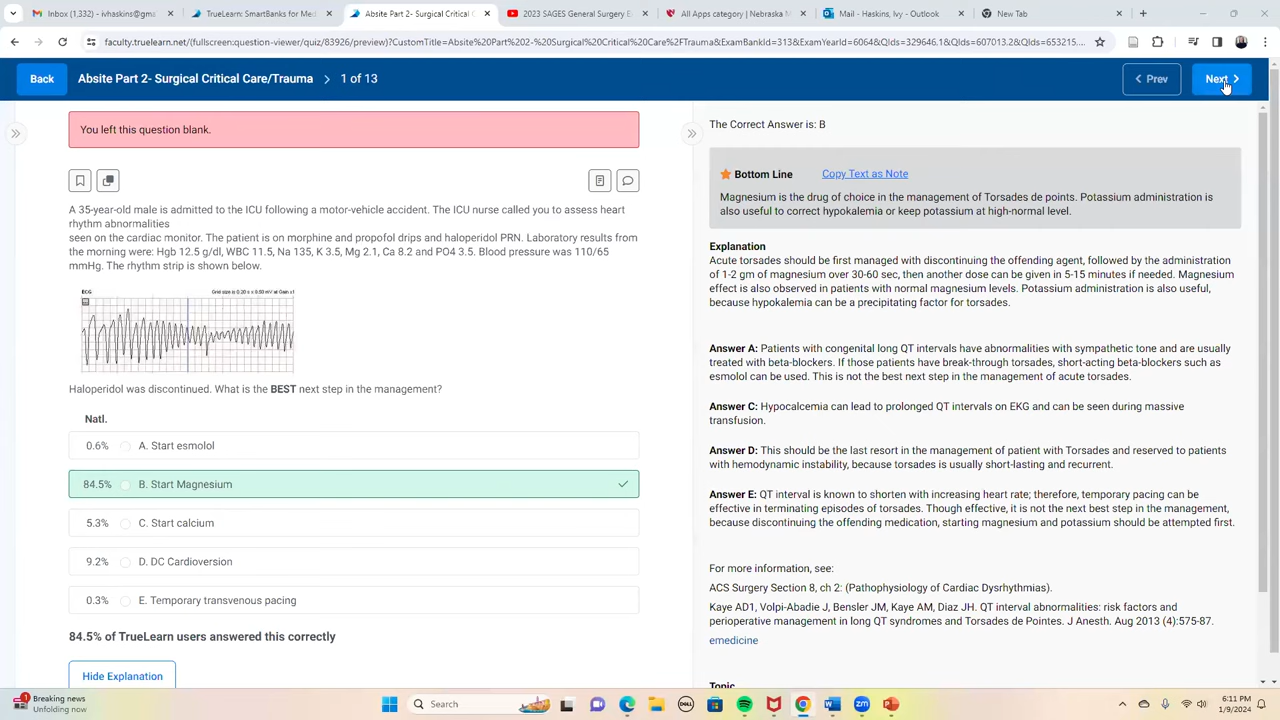 Inbox (1,332) - ivhaskins@gma
TrueLearn: SmartBanks for Med
Absite Part 2- Surgical Critical C
2023 SAGES General Surgery B
All Apps category | Nebraska M
Mail - Haskins, Ivy - Outlook
New Tab
faculty.truelearn.net/(fullscreen:question-viewer/quiz/83926/preview)?CustomTitle=Absite%20Part%202-%20Surgical%20Critical%20Care%2FTrauma&ExamBankId=313&ExamYearId=6064&QIds=329646.1&QIds=607013.2&QIds=653215....
Back
Absite Part 2- Surgical Critical Care/Trauma
1 of 13
Prev
Next
You left this question blank.
A 35-year-old male is admitted to the ICU following a motor-vehicle accident. The ICU nurse called you to assess heart
rhythm abnormalities
seen on the cardiac monitor. The patient is on morphine and propofol drips and haloperidol PRN. Laboratory results from
the morning were: Hgb 12.5 g/dl, WBC 11.5, Na 135, K 3.5, Mg 2.1, Ca 8.2 and PO4 3.5. Blood pressure was 110/65
mmHg. The rhythm strip is shown below.
ECG
Haloperidol was discontinued. What is the BEST next step in the management?
Natl.
0.6% A. Start esmolol
84.5% B. Start Magnesium
5.3% C. Start calcium
9.2% D. DC Cardioversion
0.3% E. Temporary transvenous pacing
84.5% of TrueLearn users answered this correctly
Hide Explanation
The Correct Answer is: B
Bottom Line
Copy Text as Note
Magnesium is the drug of choice in the management of Torsades de points. Potassium administration is
also useful to correct hypokalemia or keep potassium at high-normal level.
Explanation
Acute torsades should be first managed with discontinuing the offending agent, followed by the administration
of 1-2 gm of magnesium over 30-60 sec, then another dose can be given in 5-15 minutes if needed. Magnesium
effect is also observed in patients with normal magnesium levels. Potassium administration is also useful,
because hypokalemia can be a precipitating factor for torsades.
Answer A: Patients with congenital long QT intervals have abnormalities with sympathetic tone and are usually
treated with beta-blockers. If those patients have break-through torsades, short-acting beta-blockers such as
esmolol can be used. This is not the best next step in the management of acute torsades.
Answer C: Hypocalcemia can lead to prolonged QT intervals on EKG and can be seen during massive
transfusion.
Answer D: This should be the last resort in the management of patient with Torsades and reserved to patients
with hemodynamic instability, because torsades is usually short-lasting and recurrent.
Answer E: QT interval is known to shorten with increasing heart rate; therefore, temporary pacing can be
effective in terminating episodes of torsades. Though effective, it is not the next best step in the management,
because discontinuing the offending medication, starting magnesium and potassium should be attempted first.
For more information, see:
ACS Surgery Section 8, ch 2: (Pathophysiology of Cardiac Dysrhythmias).
Kaye AD1, Volpi-Abadie J, Bensler JM, Kaye AM, Diaz JH. QT interval abnormalities: risk factors and
perioperative management in long QT syndromes and Torsades de Pointes. J Anesth. Aug 2013 (4):575-87.
emedicine
Topic
Breaking news
Unfolding now
Search
DELL
zm
6:11 PM
1/9/2024